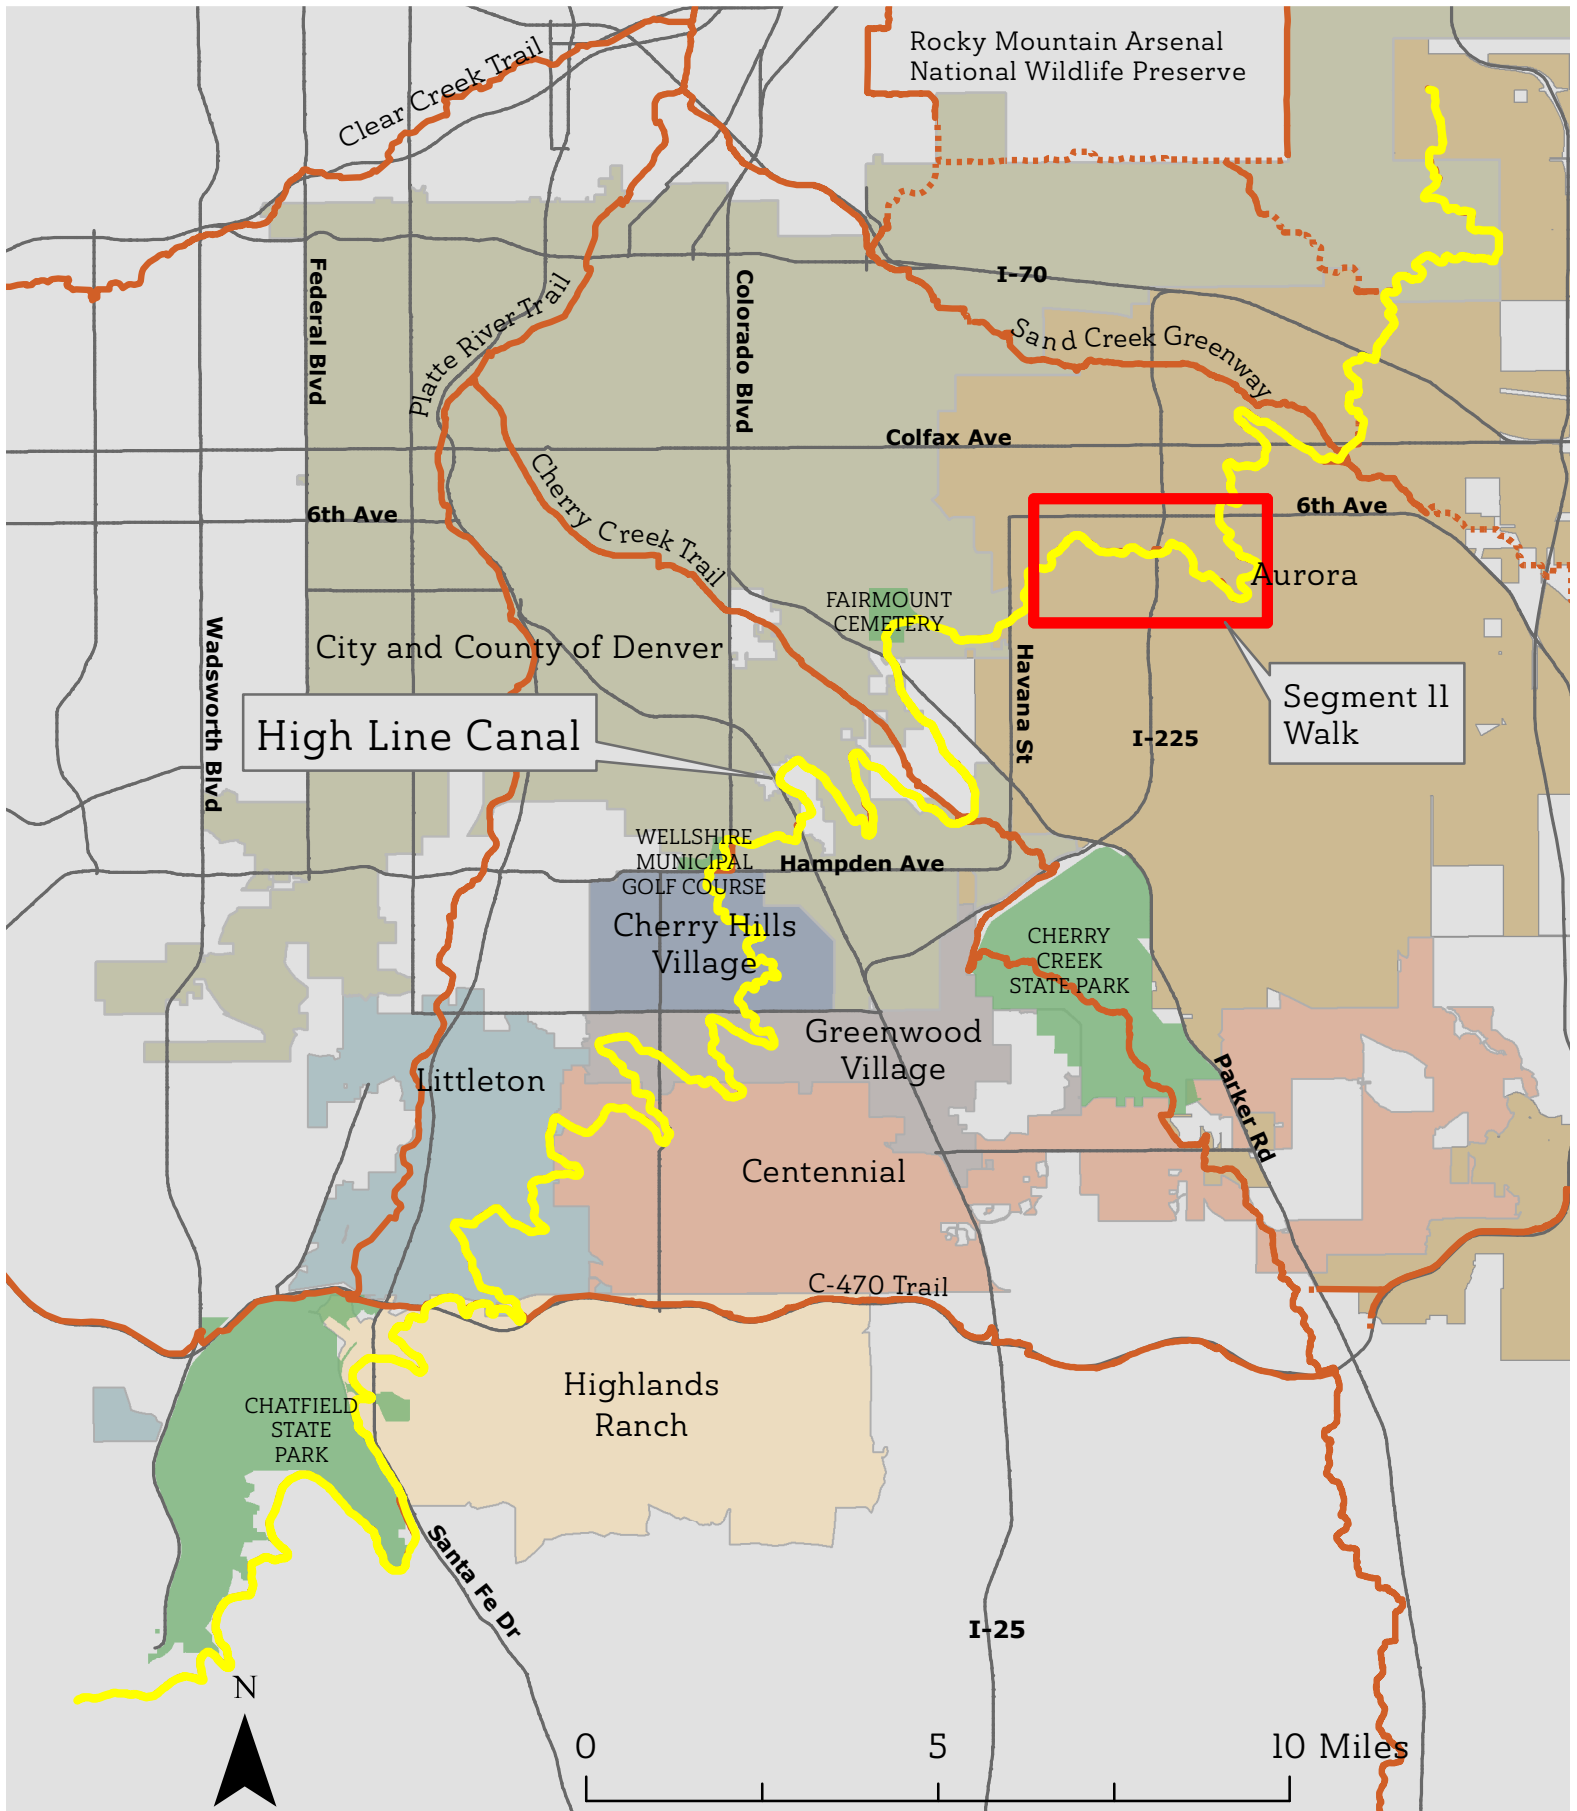 Rocky Mountain Arsenal
National Wildlife Preserve
Clear Creek Trail
Federal Blvd
Platte River Trail
Colorado Blvd
I-70
Sand Creek Greenway
Colfax Ave
Cherry Creek Trail
6th Ave
6th Ave
Aurora
FAIRMOUNT
CEMETERY
City and County of Denver
Wadsworth Blvd
Havana St
Segment 11
Walk
High Line Canal
I-225
WELLSHIRE
MUNICIPAL
GOLF COURSE
Hampden Ave
Cherry Hills
Village
CHERRY
CREEK
STATE PARK
Greenwood
Village
Littleton
Parker Rd
Centennial
C-470 Trail
Highlands
Ranch
CHATFIELD
STATE
PARK
Santa Fe Dr
I-25
N
0 5 10 Miles